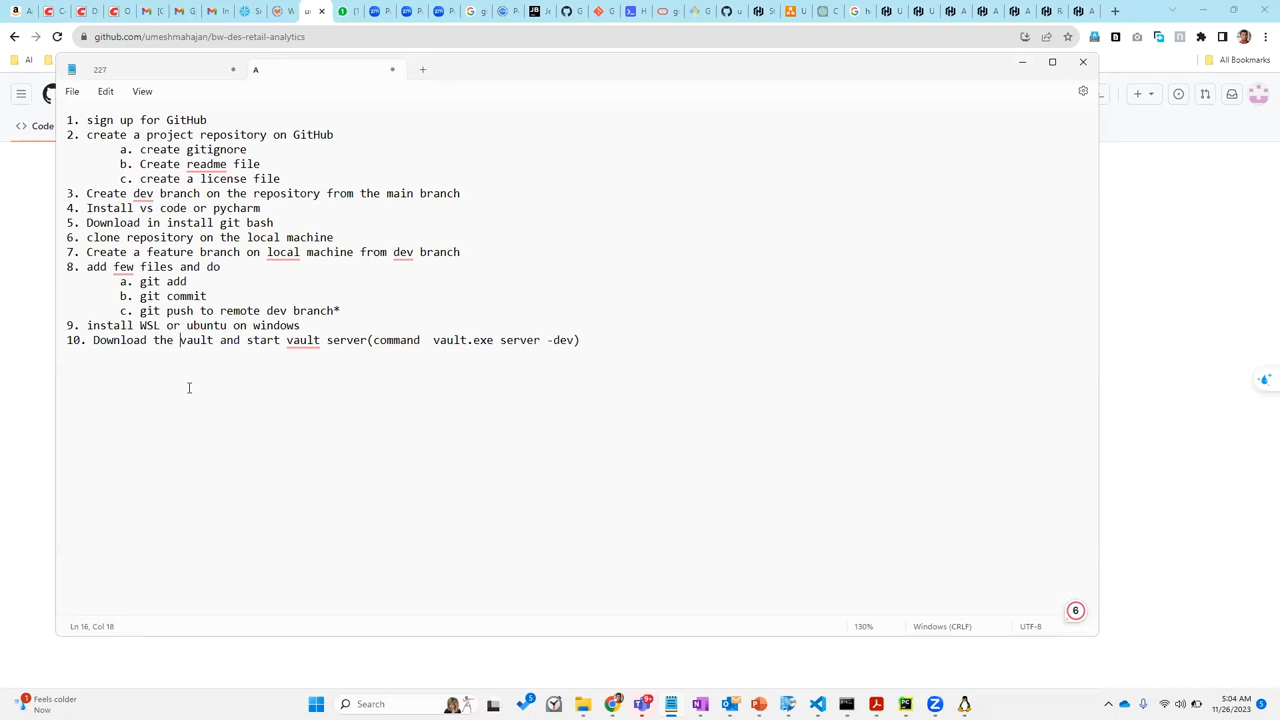 github.com/umeshmahajan/bw-des-retail-analytics
AI
All Bookmarks
227
A
File Edit View
<> Code
1. sign up for GitHub
2. create a project repository on GitHub
a. create gitignore
b. Create readme file
c. create a license file
3. Create dev branch on the repository from the main branch
4. Install vs code or pycharm
5. Download in install git bash
6. clone repository on the local machine
7. Create a feature branch on local machine from dev branch
8. add few files and do
a. git add
b. git commit
c. git push to remote dev branch*
9. install WSL or ubuntu on windows
10. Download the vault and start vault server(command  vault.exe server -dev)
6
Ln 16, Col 18
130%
Windows (CRLF)
UTF-8
Feels colder
Now
Search
5:04 AM
11/26/2023